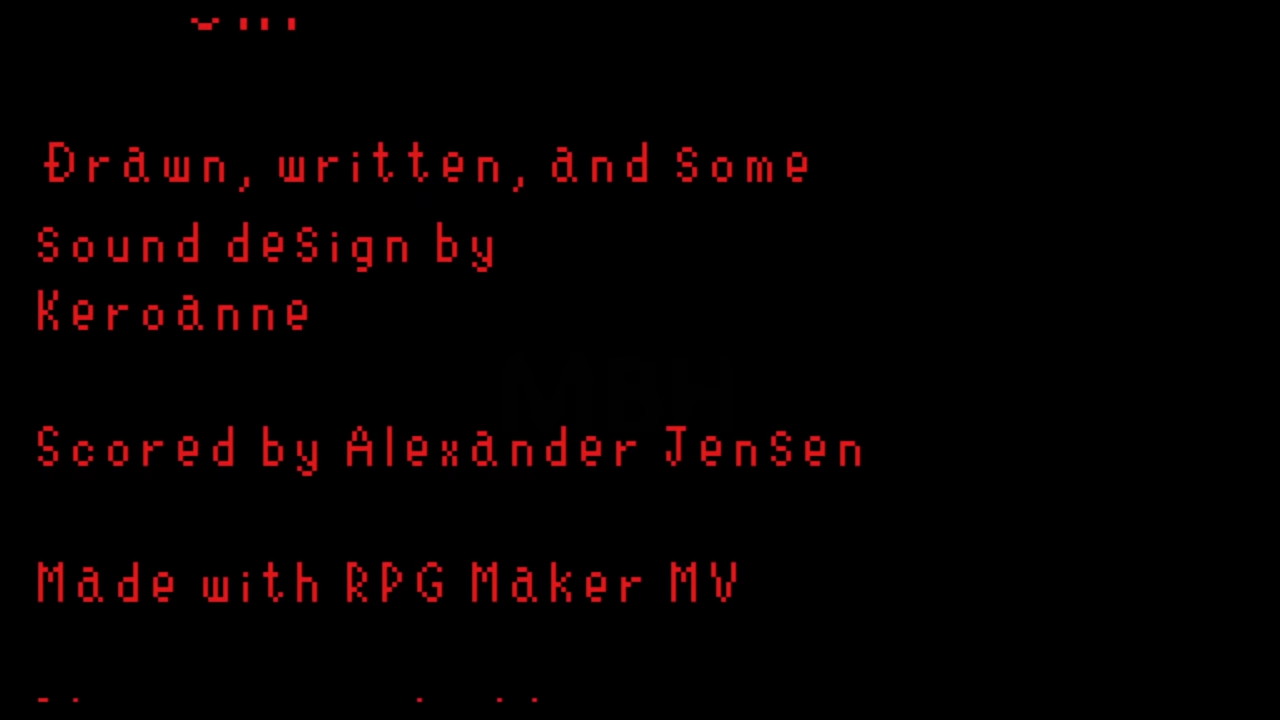 Drawn, written, and Some
Sound deSign by
Keroanne
Scored by Alexander JenSen
Made with RPG Maker MV